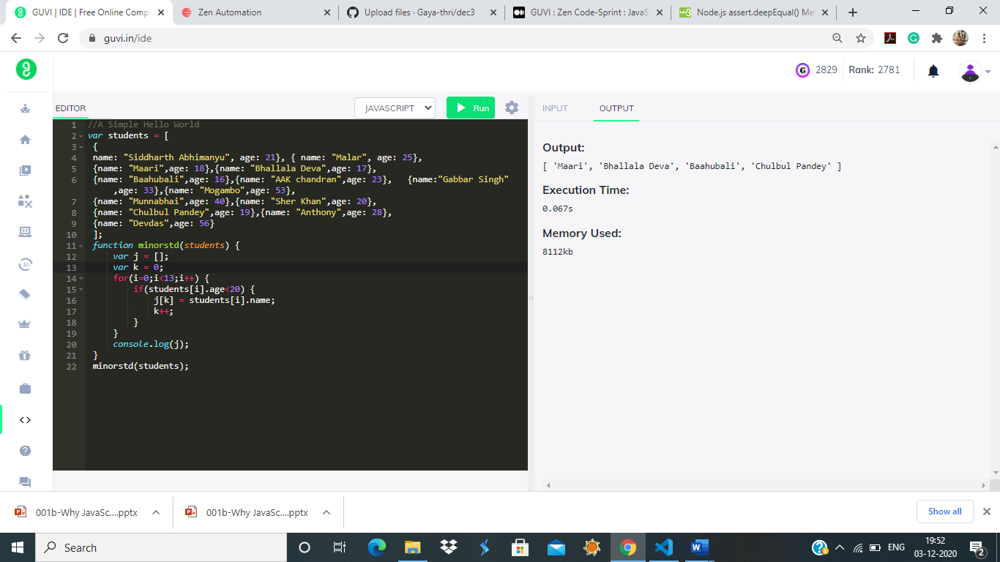 GUVI | IDE | Free Online Compu
Zen Automation
Upload files · Gaya-thri/dec3
GUVI : Zen Code-Sprint : JavaS
Node.js assert.deepEqual() Met
guvi.in/ide
2829 Rank: 2781
EDITOR
JAVASCRIPT
Run
INPUT
OUTPUT
1 //A Simple Hello World
2 var students = [
3 {
4 name: "Siddharth Abhimanyu", age: 21}, { name: "Malar", age: 25},
5 {name: "Maari",age: 18},{name: "Bhallala Deva",age: 17},
6 {name: "Baahubali",age: 16},{name: "AAK chandran",age: 23},   {name:"Gabbar Singh"
,age: 33},{name: "Mogambo",age: 53},
7 {name: "Munnabhai",age: 40},{name: "Sher Khan",age: 20},
8 {name: "Chulbul Pandey",age: 19},{name: "Anthony",age: 28},
9 {name: "Devdas",age: 56}
10 ];
11 function minorstd(students) {
12 var j = [];
13 var k = 0;
14 for(i=0;i<13;i++) {
15 if(students[i].age<20) {
16 j[k] = students[i].name;
17 k++;
18 }
19 }
20 console.log(j);
21 }
22 minorstd(students);
Output:
[ 'Maari', 'Bhallala Deva', 'Baahubali', 'Chulbul Pandey' ]
Execution Time:
0.067s
Memory Used:
8112kb
001b-Why JavaSc....pptx
001b-Why JavaSc....pptx
Show all
Search
ENG
19:52
03-12-2020
2